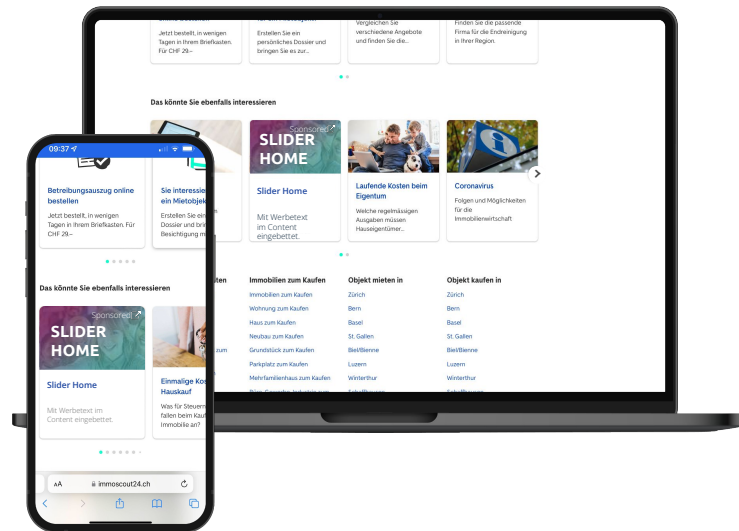 Jetzt bestellt, in wenigen
Tagen in Ihrem Briefkasten.
Für CHF 29.–
Erstellen Sie ein
persönliches Dossier und
bringen Sie es zur...
Vergleichen Sie
verschiedene Angebote
und finden Sie die...
Finden Sie die passende
Firma für die Endreinigung
in Ihrer Region.
Das könnte Sie ebenfalls interessieren
Sponsored
SLIDER
HOME
Slider Home
Mit Werbetext
im Content
eingebettet.
Laufende Kosten beim
Eigentum
Welche regelmässigen
Ausgaben müssen
Hauseigentümer...
Coronavirus
Folgen und Möglichkeiten
für die
Immobilienwirtschaft
Immobilien zum Kaufen
Immobilien zum Kaufen
Wohnung zum Kaufen
Haus zum Kaufen
Neubau zum Kaufen
Grundstück zum Kaufen
Parkplatz zum Kaufen
Mehrfamilienhaus zum Kaufen
Objekt mieten in
Zürich
Bern
Basel
St. Gallen
Biel/Bienne
Luzern
Winterthur
Objekt kaufen in
Zürich
Bern
Basel
St. Gallen
Biel/Bienne
Luzern
Winterthur
zum
09:37
Betreibungsauszug online
bestellen
Jetzt bestellt, in wenigen
Tagen in Ihrem Briefkasten. Für
CHF 29.–
Sie interessie
ein Mietobjek
Erstellen Sie ein
Dossier und brin
Besichtigung m
Das könnte Sie ebenfalls interessieren
Sponsored
SLIDER
HOME
Slider Home
Mit Werbetext im
Content eingebettet.
Einmalige Kos
Hauskauf
Was für Steuern
fallen beim Kauf
Immobilie an?
AA
immoscout24.ch